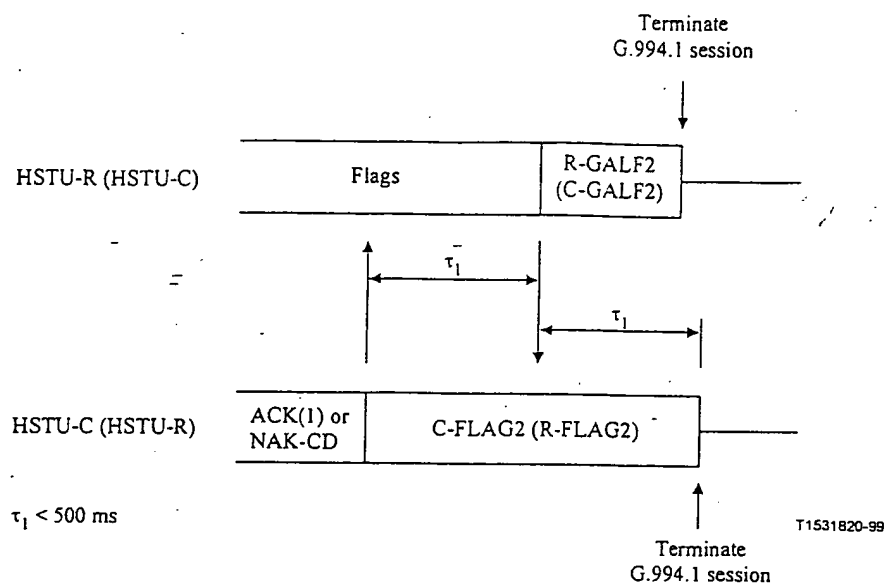 Terminate
G.994.1 session
HSTU-R (HSTU-C)
Flags
R-GALF2
(C-GALF2)
τ1
τ1
HSTU-C (HSTU-R)
ACK(1) or
NAK-CD
C-FLAG2 (R-FLAG2)
τ1 < 500 ms
T1531820-99
Terminate
G.994.1 session